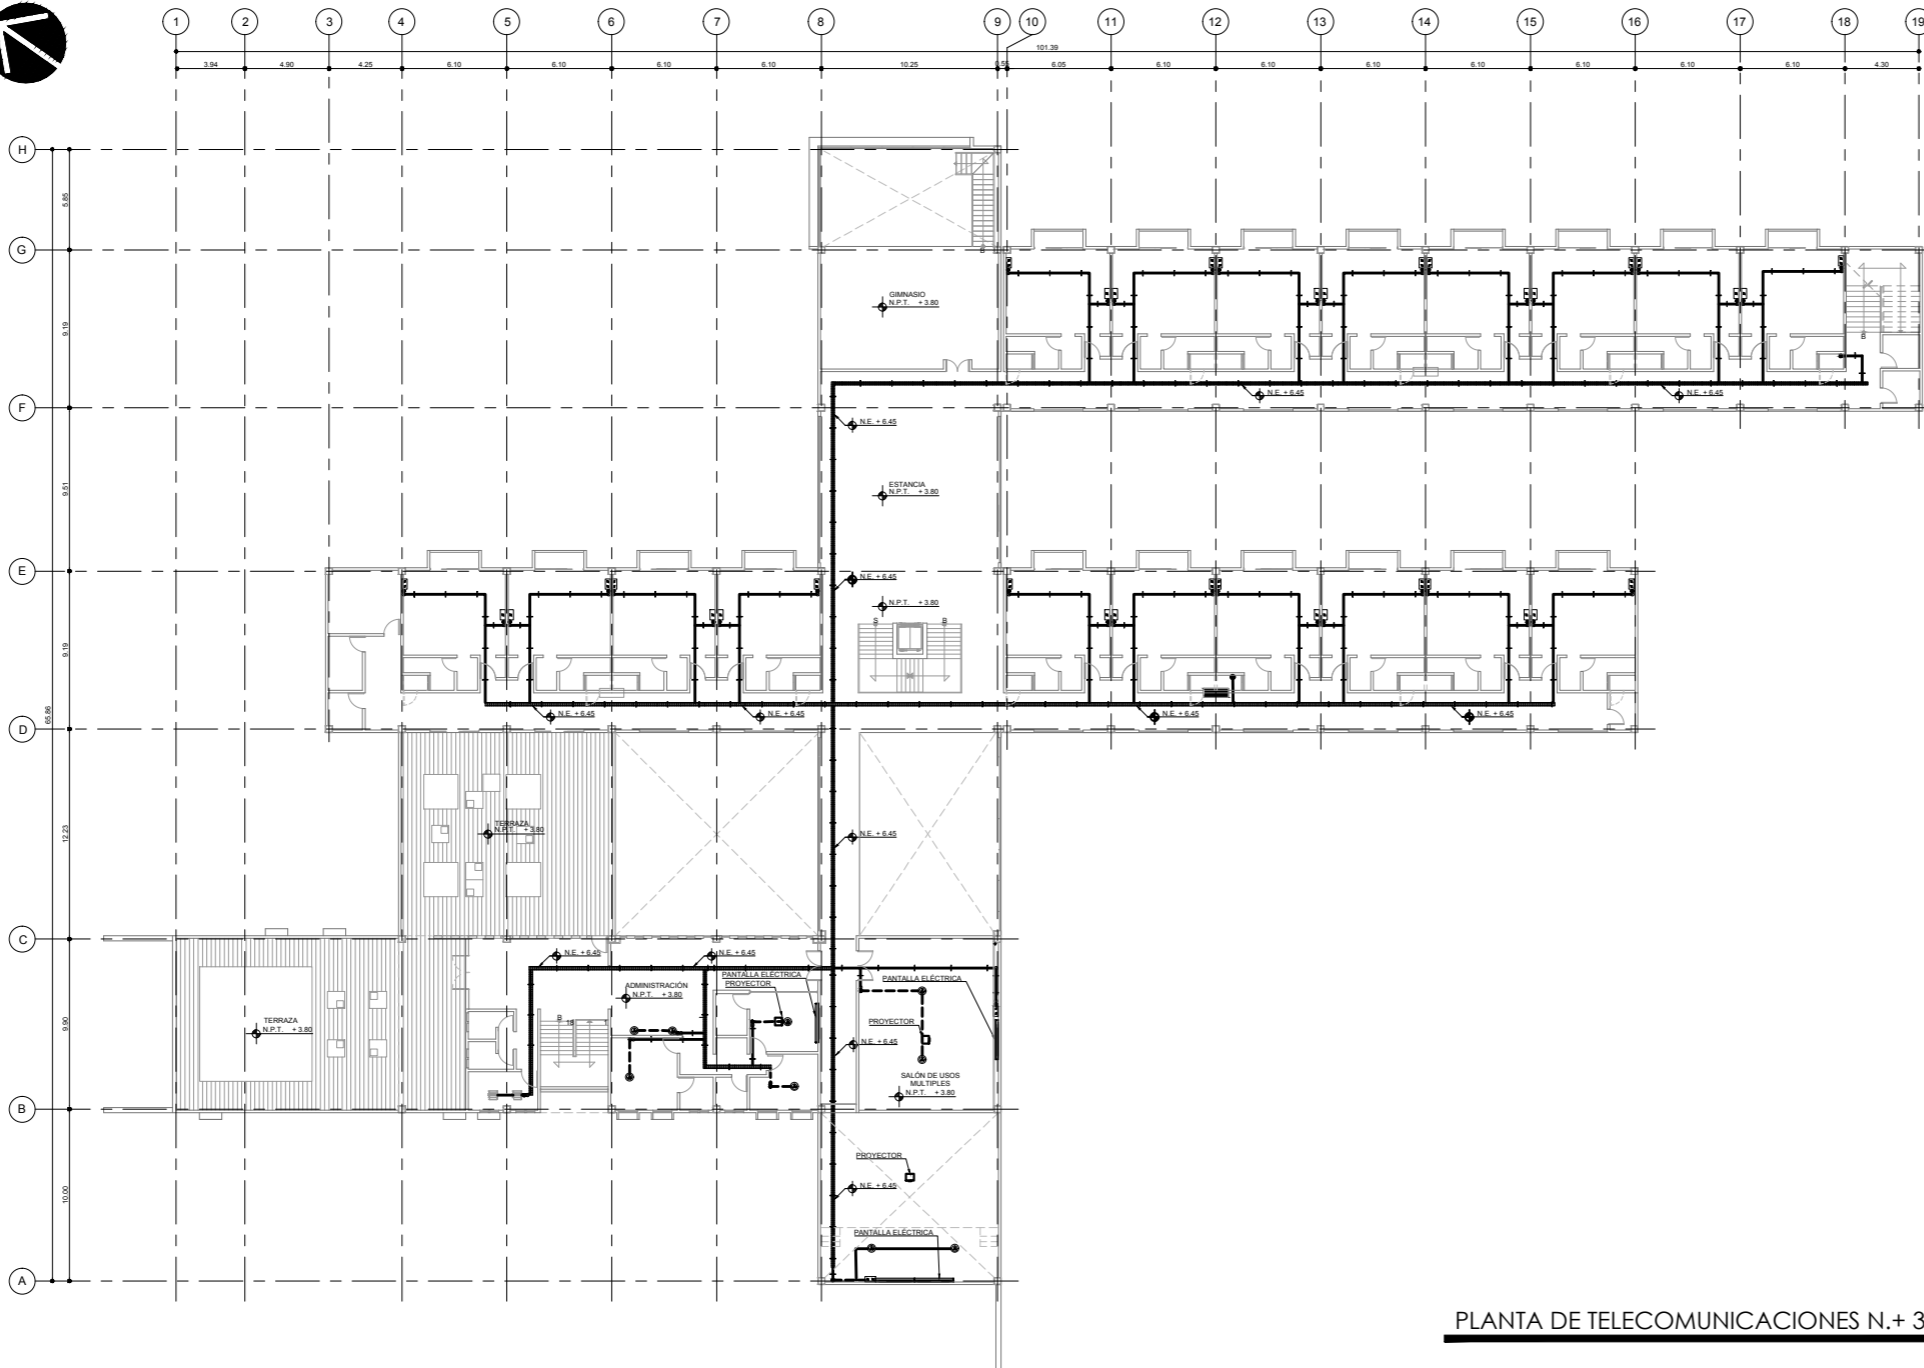 1 2 3 4 5 6 7 8 9 10 11 12 13 14 15 16 17 18 19
101.39
3.94 4.90 4.25 6.10 6.10 6.10 6.10 10.25 6.05 6.10 6.10 6.10 6.10 6.10 6.10 6.10 4.30
H
5.85
G
B
GIMNASIO
N.P.T. + 3.80
9.19
B
N.E. + 6.45 N.E. + 6.45
F
N.E. + 6.45
9.51
ESTANCIA
N.P.T. + 3.80
E
N.E. + 6.45
N.P.T. + 3.80
S B
9.19
65.86
N.E. + 6.45 N.E. + 6.45 N.E. + 6.45 N.E. + 6.45
D
12.23
TERRAZA
N.P.T. + 3.80
N.E. + 6.45
C
N.E. + 6.45 N.E. + 6.45
PANTALLA ELÉCTRICA
PROYECTOR
PANTALLA ELÉCTRICA
ADMINISTRACIÓN
N.P.T. + 3.80
9.90
TERRAZA
N.P.T. + 3.80
B
18
PROYECTOR
N.E. + 6.45
SALÓN DE USOS
MULTIPLES
N.P.T. + 3.80
B
PROYECTOR
N.E. + 6.45
10.00
PANTALLA ELÉCTRICA
A
PLANTA DE TELECOMUNICACIONES N.+ 3